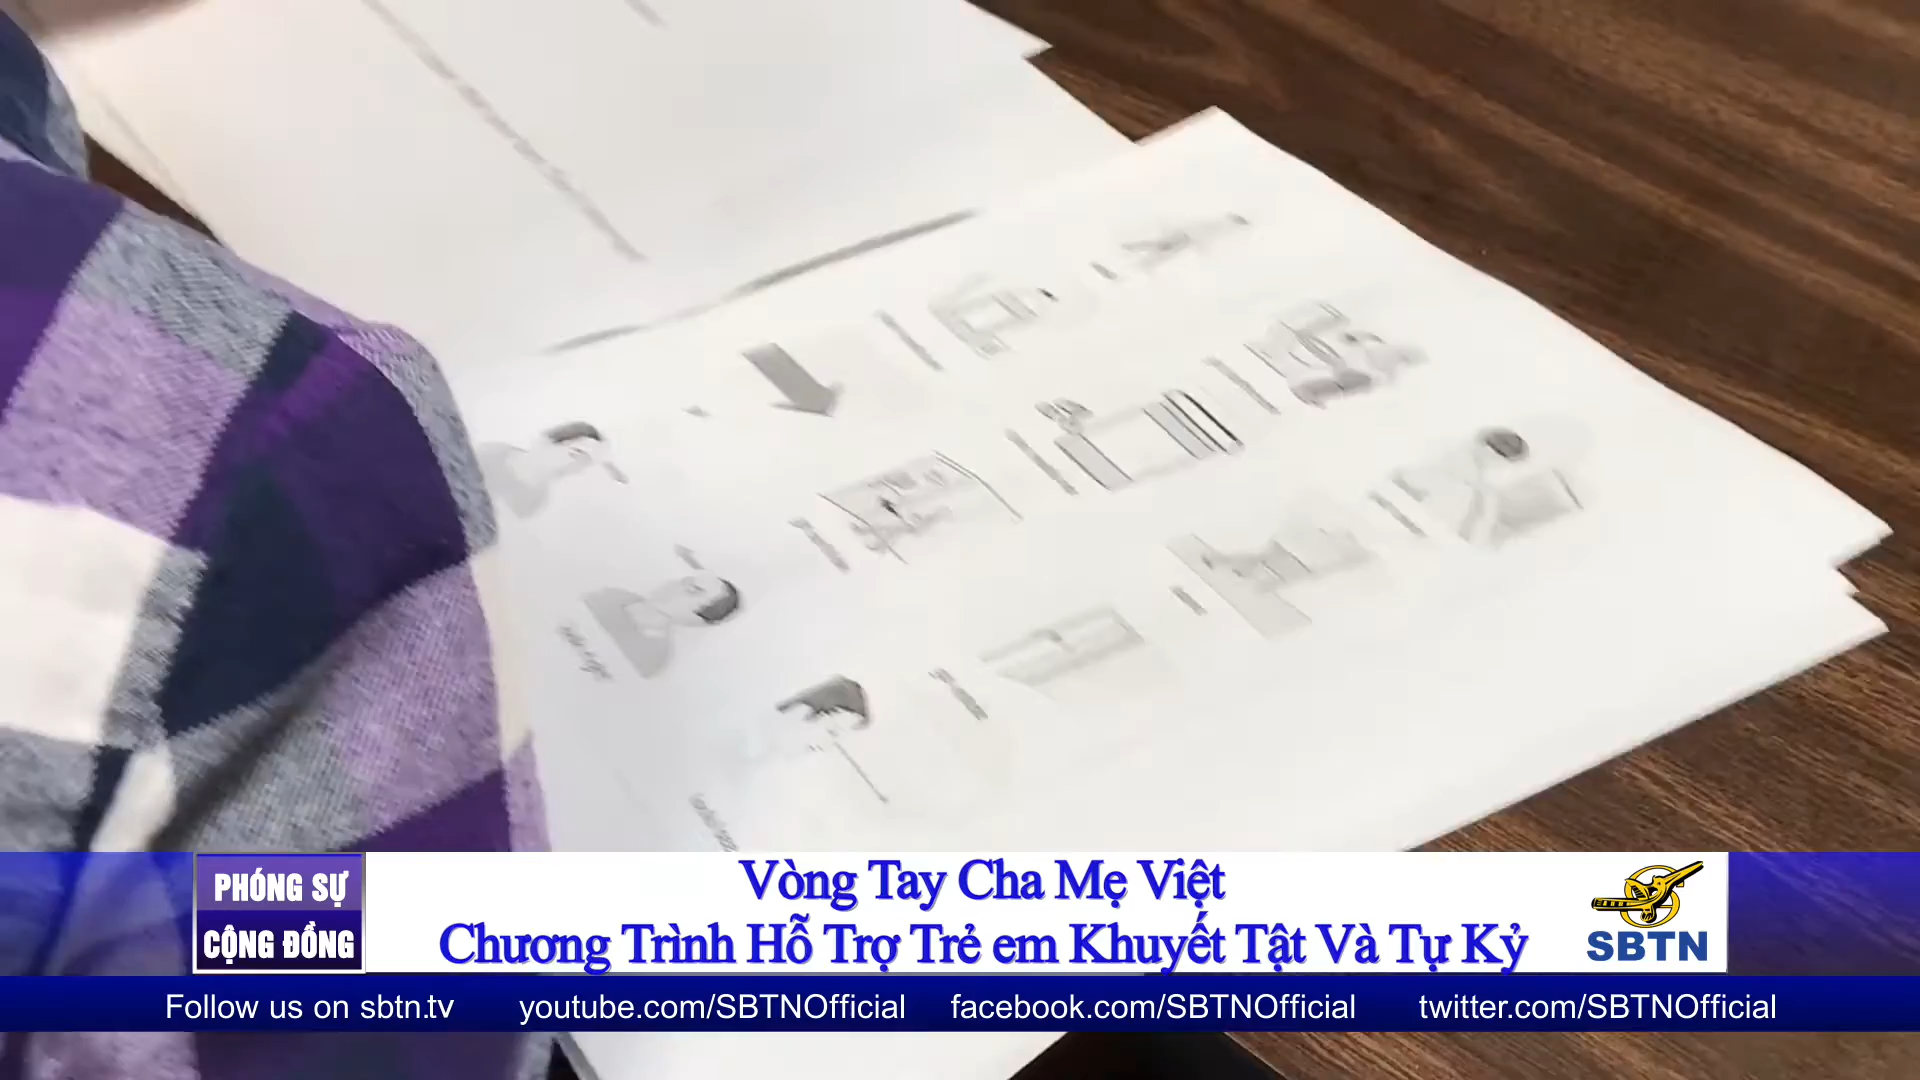 PHÓNG SỰ
CỘNG ĐỒNG
Vòng Tay Cha Mẹ Việt
Chương Trình Hỗ Trợ Trẻ em Khuyết Tật Và Tự Kỷ
SBTN
Follow us on sbtn.tv youtube.com/SBTNOfficial facebook.com/SBTNOfficial twitter.com/SBTNOfficial